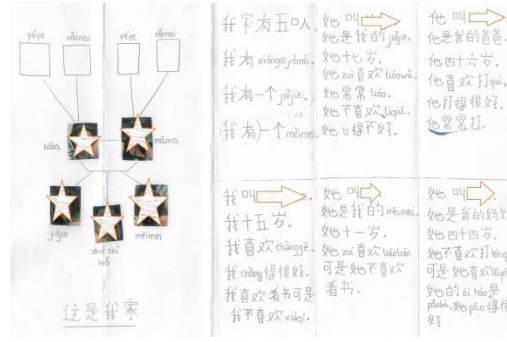 yéye nǎinai yéye nǎinai
bàba māma
jiějie mèimei
zhè shì
wǒ
这是我家
我家有五口人。
我有 xiōngdìjiěmèi.
我有一个 jiějie.
(我有)一个 mèimei.
她叫
她是我的 jiějie.
她十七岁。
她 zuì 喜欢
她常常
她不喜欢
她 得不好。
他叫
他是我的爸爸。
他四十六岁。
他喜欢打 qiú.
他打得很好。
他常常打.
我叫
我十五岁。
我喜欢 chànggē.
我 chàng 得很好.
我喜欢看书可是
我不喜欢 xiàqí.
她叫
她是我的 mèimei.
她十一岁。
她 zuì 喜欢
可是她不喜欢
看书.
她叫
她是我的妈妈
她四十四岁.
她不喜欢打
可是她喜欢
她的 ài hào 是
pǎobù, 她 pǎo 得很
好.